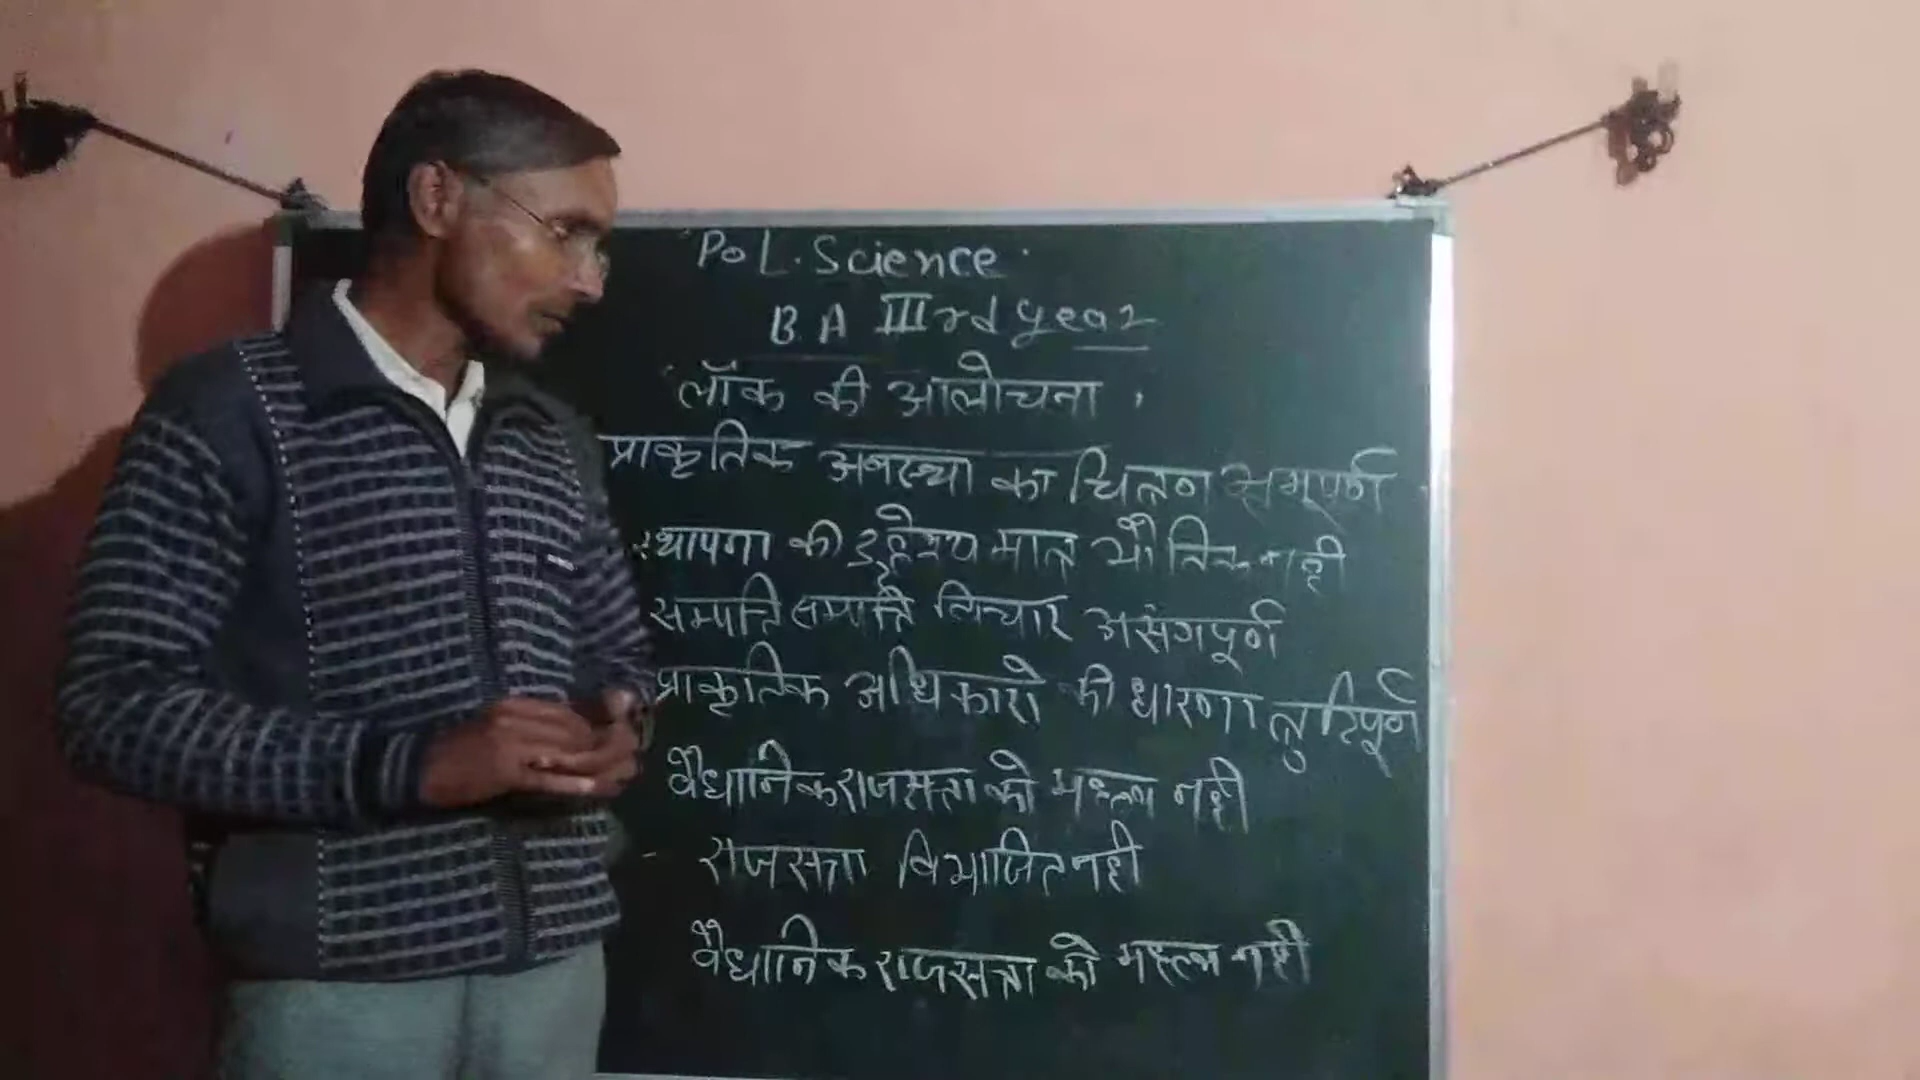 Pol. Science
B.A IIIrd year
लॉक की आलोचना
प्राकृतिक अवस्था का चित्रण
स्थापना की उद्देश्य मात्र भौतिक नही
सम्पत्ति सम्पत्ति विचार असंगपूर्ण
प्राकृतिक अधिकारो की धारणा त्रुटिपूर्ण
वैधानिक राजसत्ता को महत्व नही
राजसत्ता विभाजित नही
वैधानिक राजसत्ता को महत्व नही